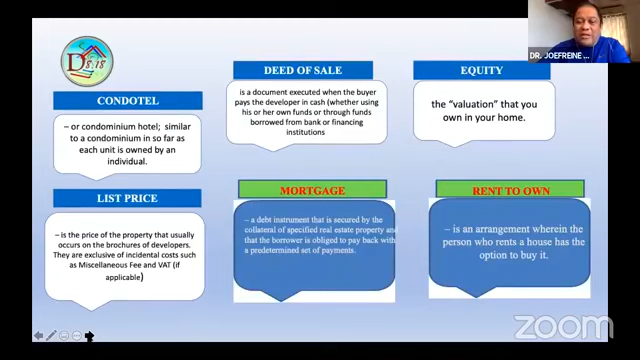 DR. JOEFREINE
D 8:18
CONDOTEL
– or condominium hotel; similar
to a condominium in so far as
each unit is owned by an
individual.
DEED OF SALE
is a document executed when the buyer
pays the developer in cash (whether using
his or her own funds or through funds
borrowed from bank or financing
institutions
EQUITY
the “valuation” that you
own in your home.
LIST PRICE
– is the price of the property that usually
occurs on the brochures of developers.
They are exclusive of incidental costs such
as Miscellaneous Fee and VAT (if
applicable)
MORTGAGE
– a debt instrument that is secured by the
collateral of specified real estate property and
that the borrower is obliged to pay back with
a predetermined set of payments.
RENT TO OWN
– is an arrangement wherein the
person who rents a house has the
option to buy it.
zoom